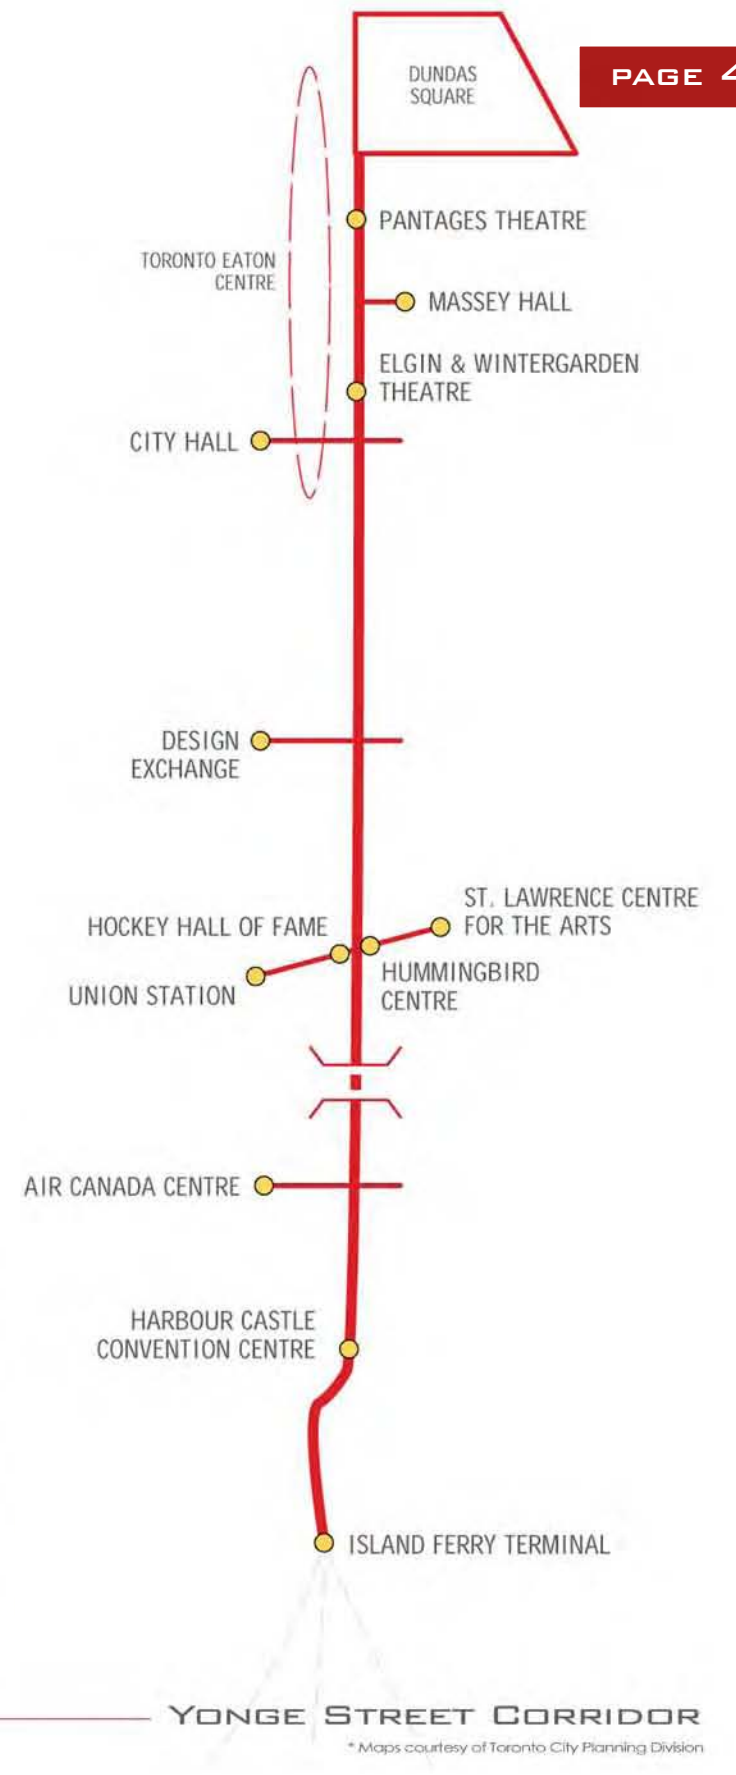 DUNDAS
SQUARE
PAGE 4
PANTAGES THEATRE
TORONTO EATON
CENTRE
MASSEY HALL
ELGIN & WINTERGARDEN
THEATRE
CITY HALL
DESIGN
EXCHANGE
ST. LAWRENCE CENTRE
FOR THE ARTS
HOCKEY HALL OF FAME
HUMMINGBIRD
CENTRE
UNION STATION
AIR CANADA CENTRE
HARBOUR CASTLE
CONVENTION CENTRE
ISLAND FERRY TERMINAL
YONGE STREET CORRIDOR
* Maps courtesy of Toronto City Planning Division